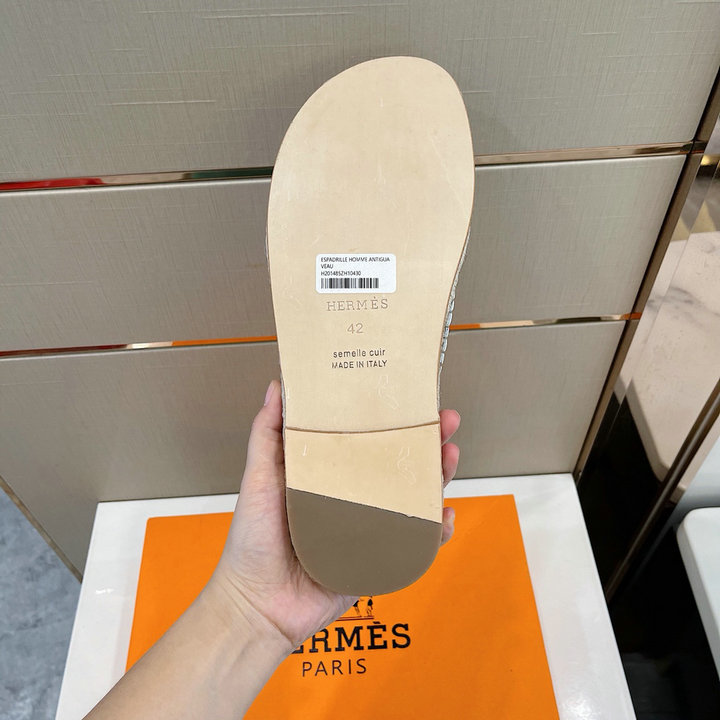 ESPADRILLE HOMME ANTIGUA
VEAU
H201485ZH10430
HERMÈS
42
semelle cuir
MADE IN ITALY
HERMÈS
PARIS